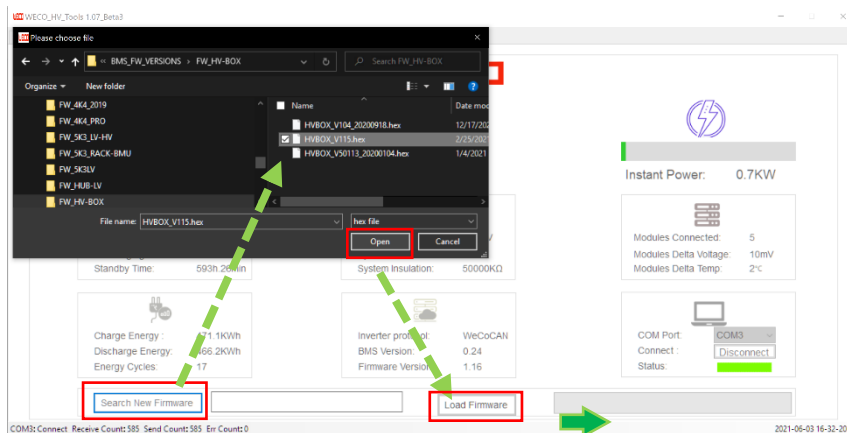 WECO_HV_Tools 1.07_Beta3
Please choose file
« BMS_FW_VERSIONS > FW_HV-BOX
Search FW_HV-BOX
Organize
New folder
FW_4K4_2019
FW_4K4_PRO
FW_5K3_LV-HV
FW_5K3_RACK-BMU
FW_5K3LV
FW_HUB-LV
FW_HV-BOX
Name
Date mod
HVBOX_V104_20200918.hex
12/17/202
HVBOX_V115.hex
2/25/2021
HVBOX_V50113_20200104.hex
1/4/2021
File name:
HVBOX_V115.hex
hex file
Open
Cancel
Instant Power: 0.7KW
Modules Connected: 5
Modules Delta Voltage: 10mV
Modules Delta Temp: 2°c
Standby Time: 593h.26min
System Insulation: 50000KΩ
Charge Energy : 471.1KWh
Discharge Energy: 466.2KWh
Energy Cycles: 17
Inverter protocol: WeCoCAN
BMS Version: 0.24
Firmware Version: 1.16
COM Port: COM3
Connect : Disconnect
Status:
Search New Firmware
Load Firmware
COM3: Connect Receive Count: 585 Send Count: 585 Err Count: 0
2021-06-03 16-32-20